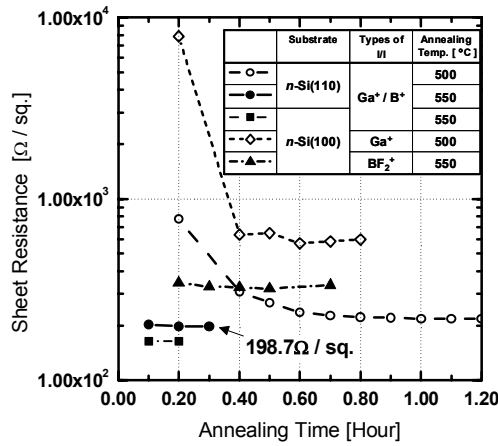 1.00x10⁴
1.00x10³
1.00x10²
Sheet Resistance [Ω / sq.]
Substrate
Types of I/I
Annealing Temp. [ °C]
n-Si(110)
Ga⁺ / B⁺
500
550
n-Si(100)
550
Ga⁺
500
BF₂⁺
550
198.7Ω / sq.
0.00 0.20 0.40 0.60 0.80 1.00 1.20
Annealing Time [Hour]